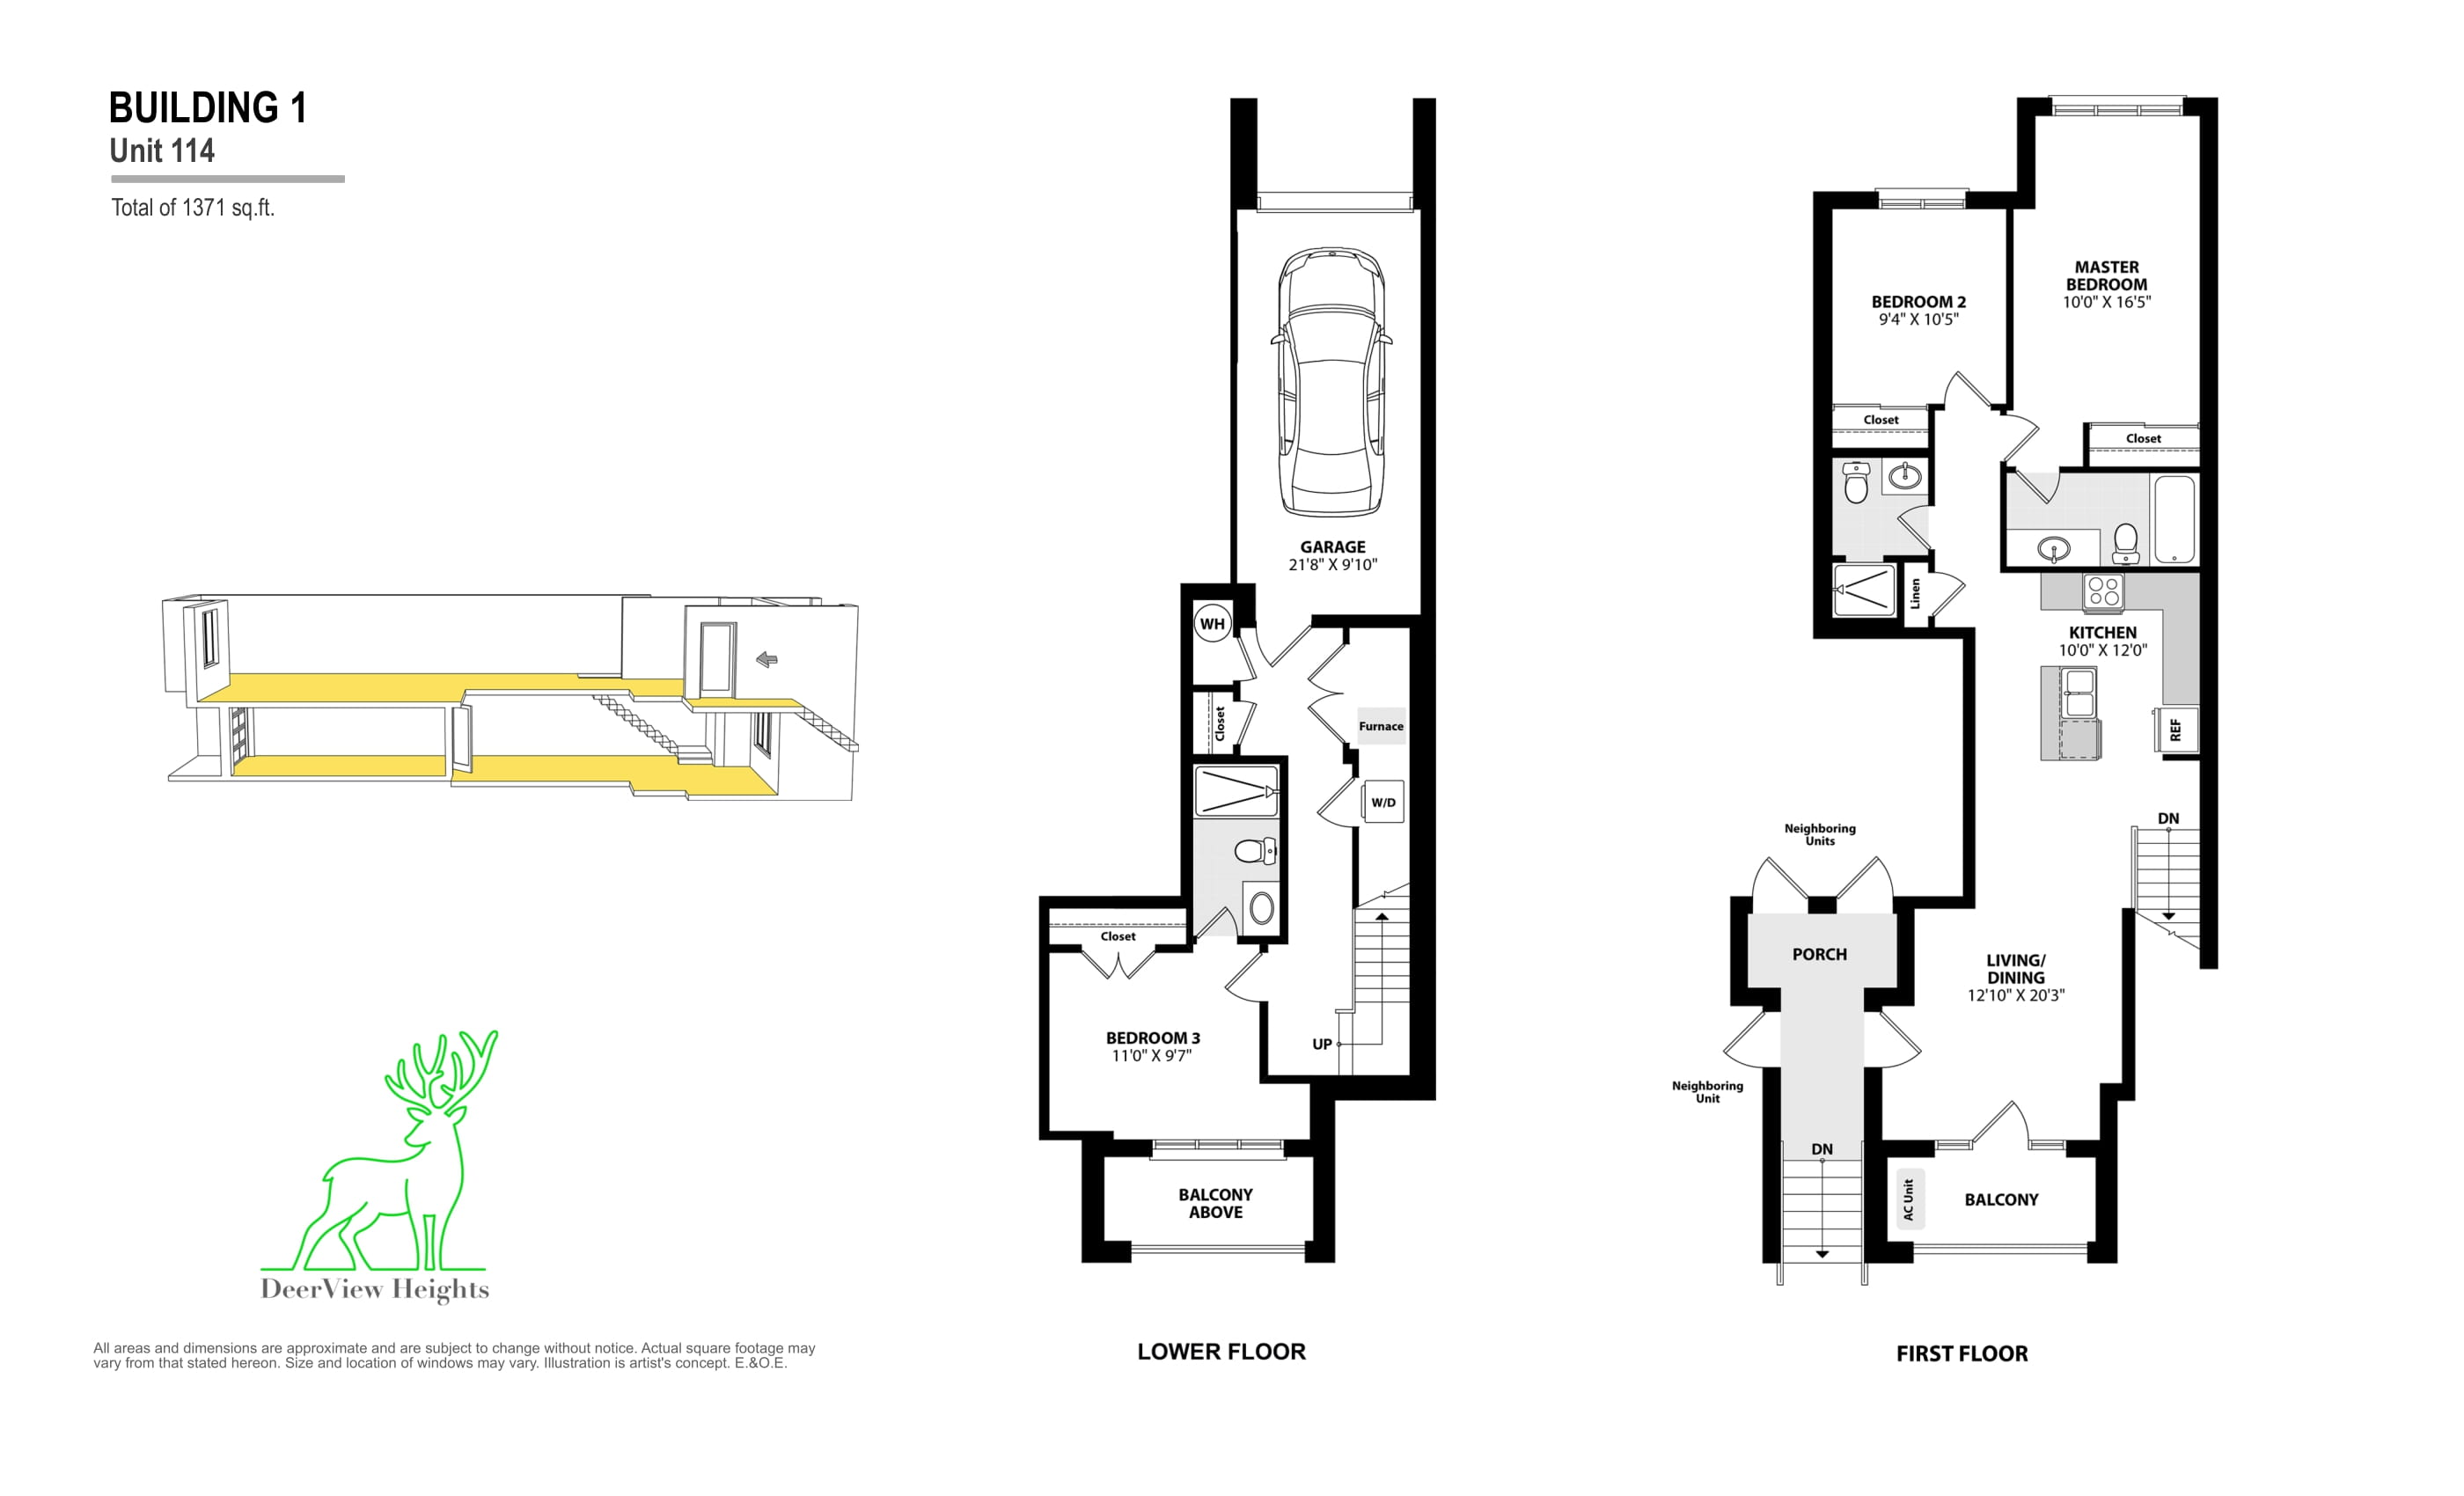 BUILDING 1
Unit 114
Total of 1371 sq.ft.
DeerView Heights
All areas and dimensions are approximate and are subject to change without notice. Actual square footage may
vary from that stated hereon. Size and location of windows may vary. Illustration is artist's concept. E.&O.E.
GARAGE
21'8" X 9'10"
WH
Closet
Furnace
W/D
Closet
BEDROOM 3
11'0" X 9'7"
UP
BALCONY
ABOVE
LOWER FLOOR
MASTER
BEDROOM
10'0" X 16'5"
BEDROOM 2
9'4" X 10'5"
Closet
Closet
Linen
KITCHEN
10'0" X 12'0"
REF
DN
Neighboring
Units
PORCH
LIVING/
DINING
12'10" X 20'3"
Neighboring
Unit
DN
AC Unit
BALCONY
FIRST FLOOR